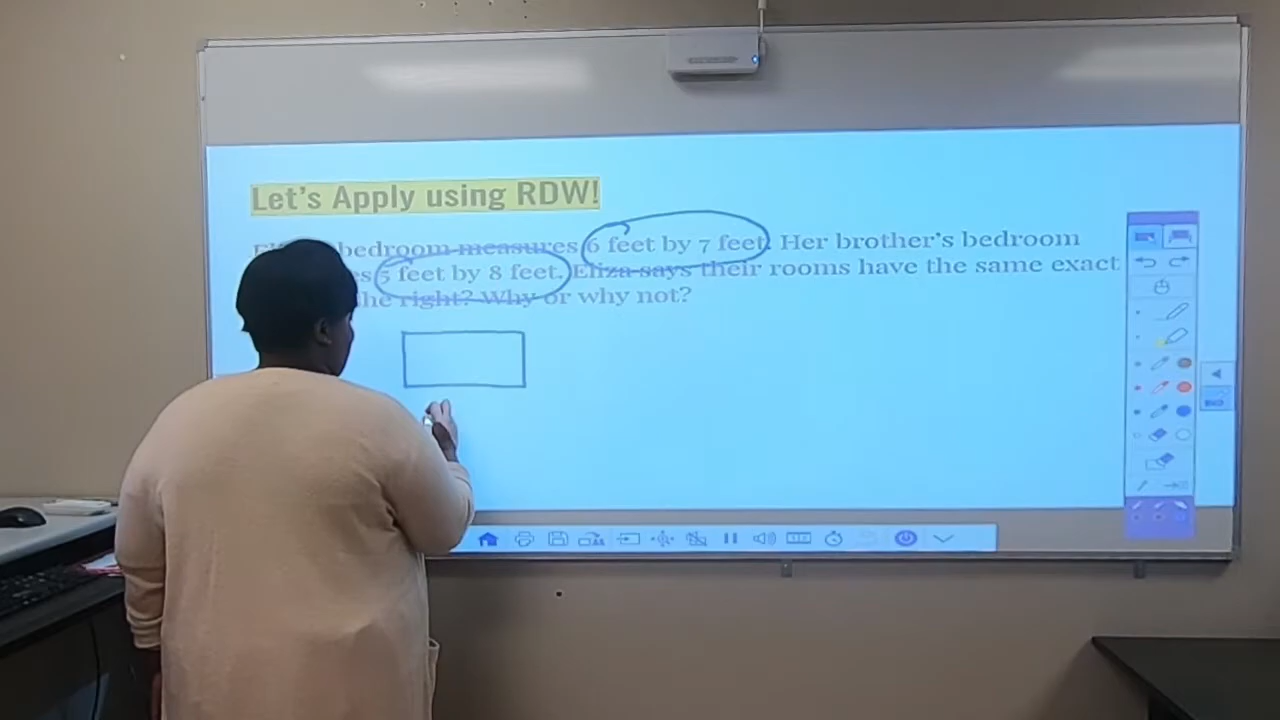 Let's Apply using RDW!
bedroom measures 6 feet by 7 feet. Her brother's bedroom
5 feet by 8 feet. Eliza says their rooms have the same exact
right? Why or why not?